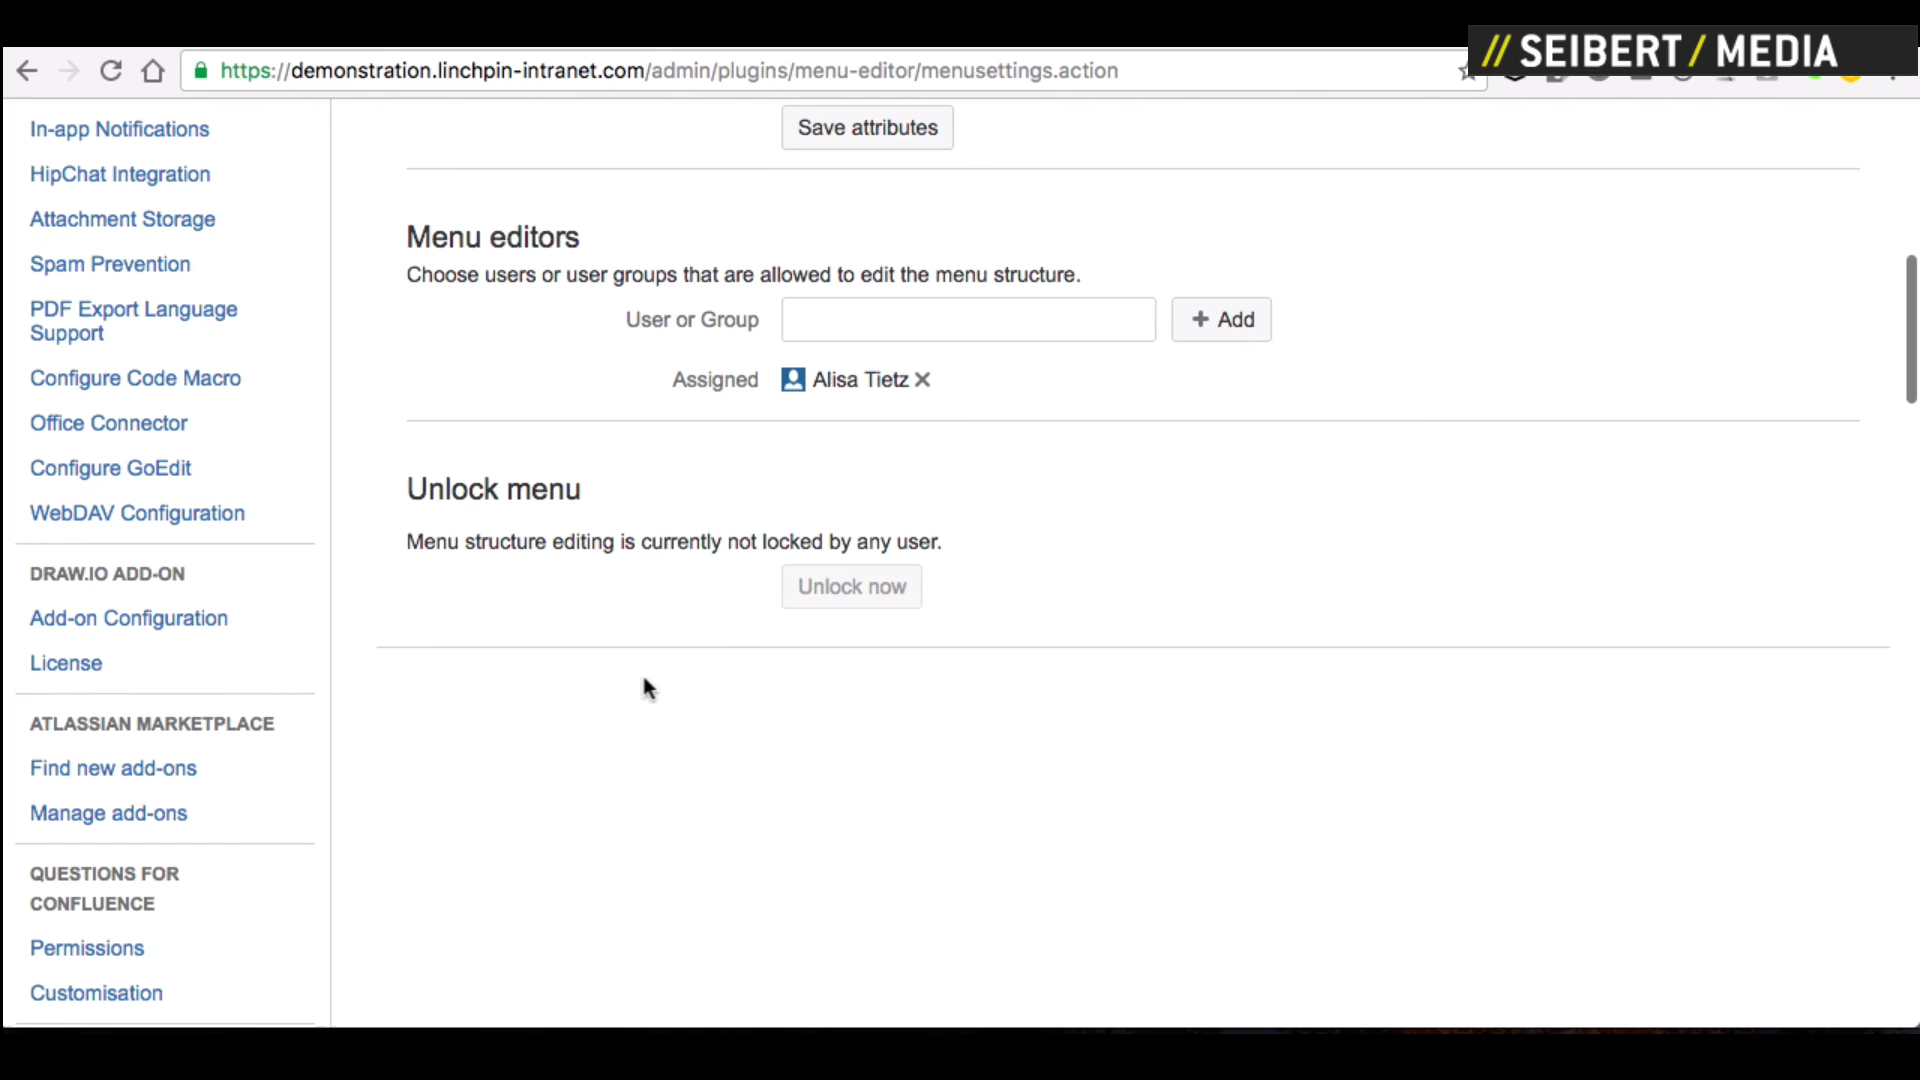 // SEIBERT / MEDIA
https://demonstration.linchpin-intranet.com/admin/plugins/menu-editor/menusettings.action
In-app Notifications
HipChat Integration
Attachment Storage
Spam Prevention
PDF Export Language
Support
Configure Code Macro
Office Connector
Configure GoEdit
WebDAV Configuration
DRAW.IO ADD-ON
Add-on Configuration
License
ATLASSIAN MARKETPLACE
Find new add-ons
Manage add-ons
QUESTIONS FOR
CONFLUENCE
Permissions
Customisation
Save attributes
Menu editors
Choose users or user groups that are allowed to edit the menu structure.
User or Group
+ Add
Assigned Alisa Tietz
Unlock menu
Menu structure editing is currently not locked by any user.
Unlock now